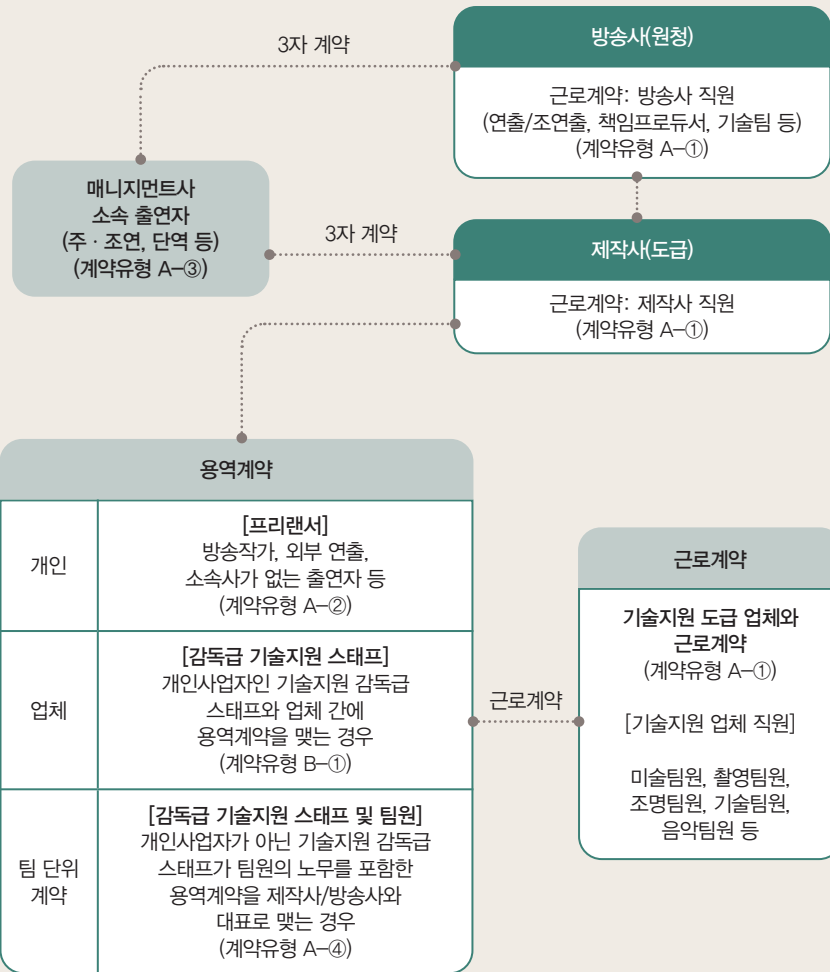 3자 계약
방송사(원청)
근로계약: 방송사 직원
(연출/조연출, 책임프로듀서, 기술팀 등)
(계약유형 A-①)
매니지먼트사
소속 출연자
(주 · 조연, 단역 등)
(계약유형 A-③)
3자 계약
제작사(도급)
근로계약: 제작사 직원
(계약유형 A-①)
용역계약
개인
[프리랜서]
방송작가, 외부 연출,
소속사가 없는 출연자 등
(계약유형 A-②)
업체
[감독급 기술지원 스태프]
개인사업자인 기술지원 감독급
스태프와 업체 간에
용역계약을 맺는 경우
(계약유형 B-①)
팀 단위
계약
[감독급 기술지원 스태프 및 팀원]
개인사업자가 아닌 기술지원 감독급
스태프가 팀원의 노무를 포함한
용역계약을 제작사/방송사와
대표로 맺는 경우
(계약유형 A-④)
근로계약
근로계약
기술지원 도급 업체와
근로계약
(계약유형 A-①)
[기술지원 업체 직원]
미술팀원, 촬영팀원,
조명팀원, 기술팀원,
음악팀원 등